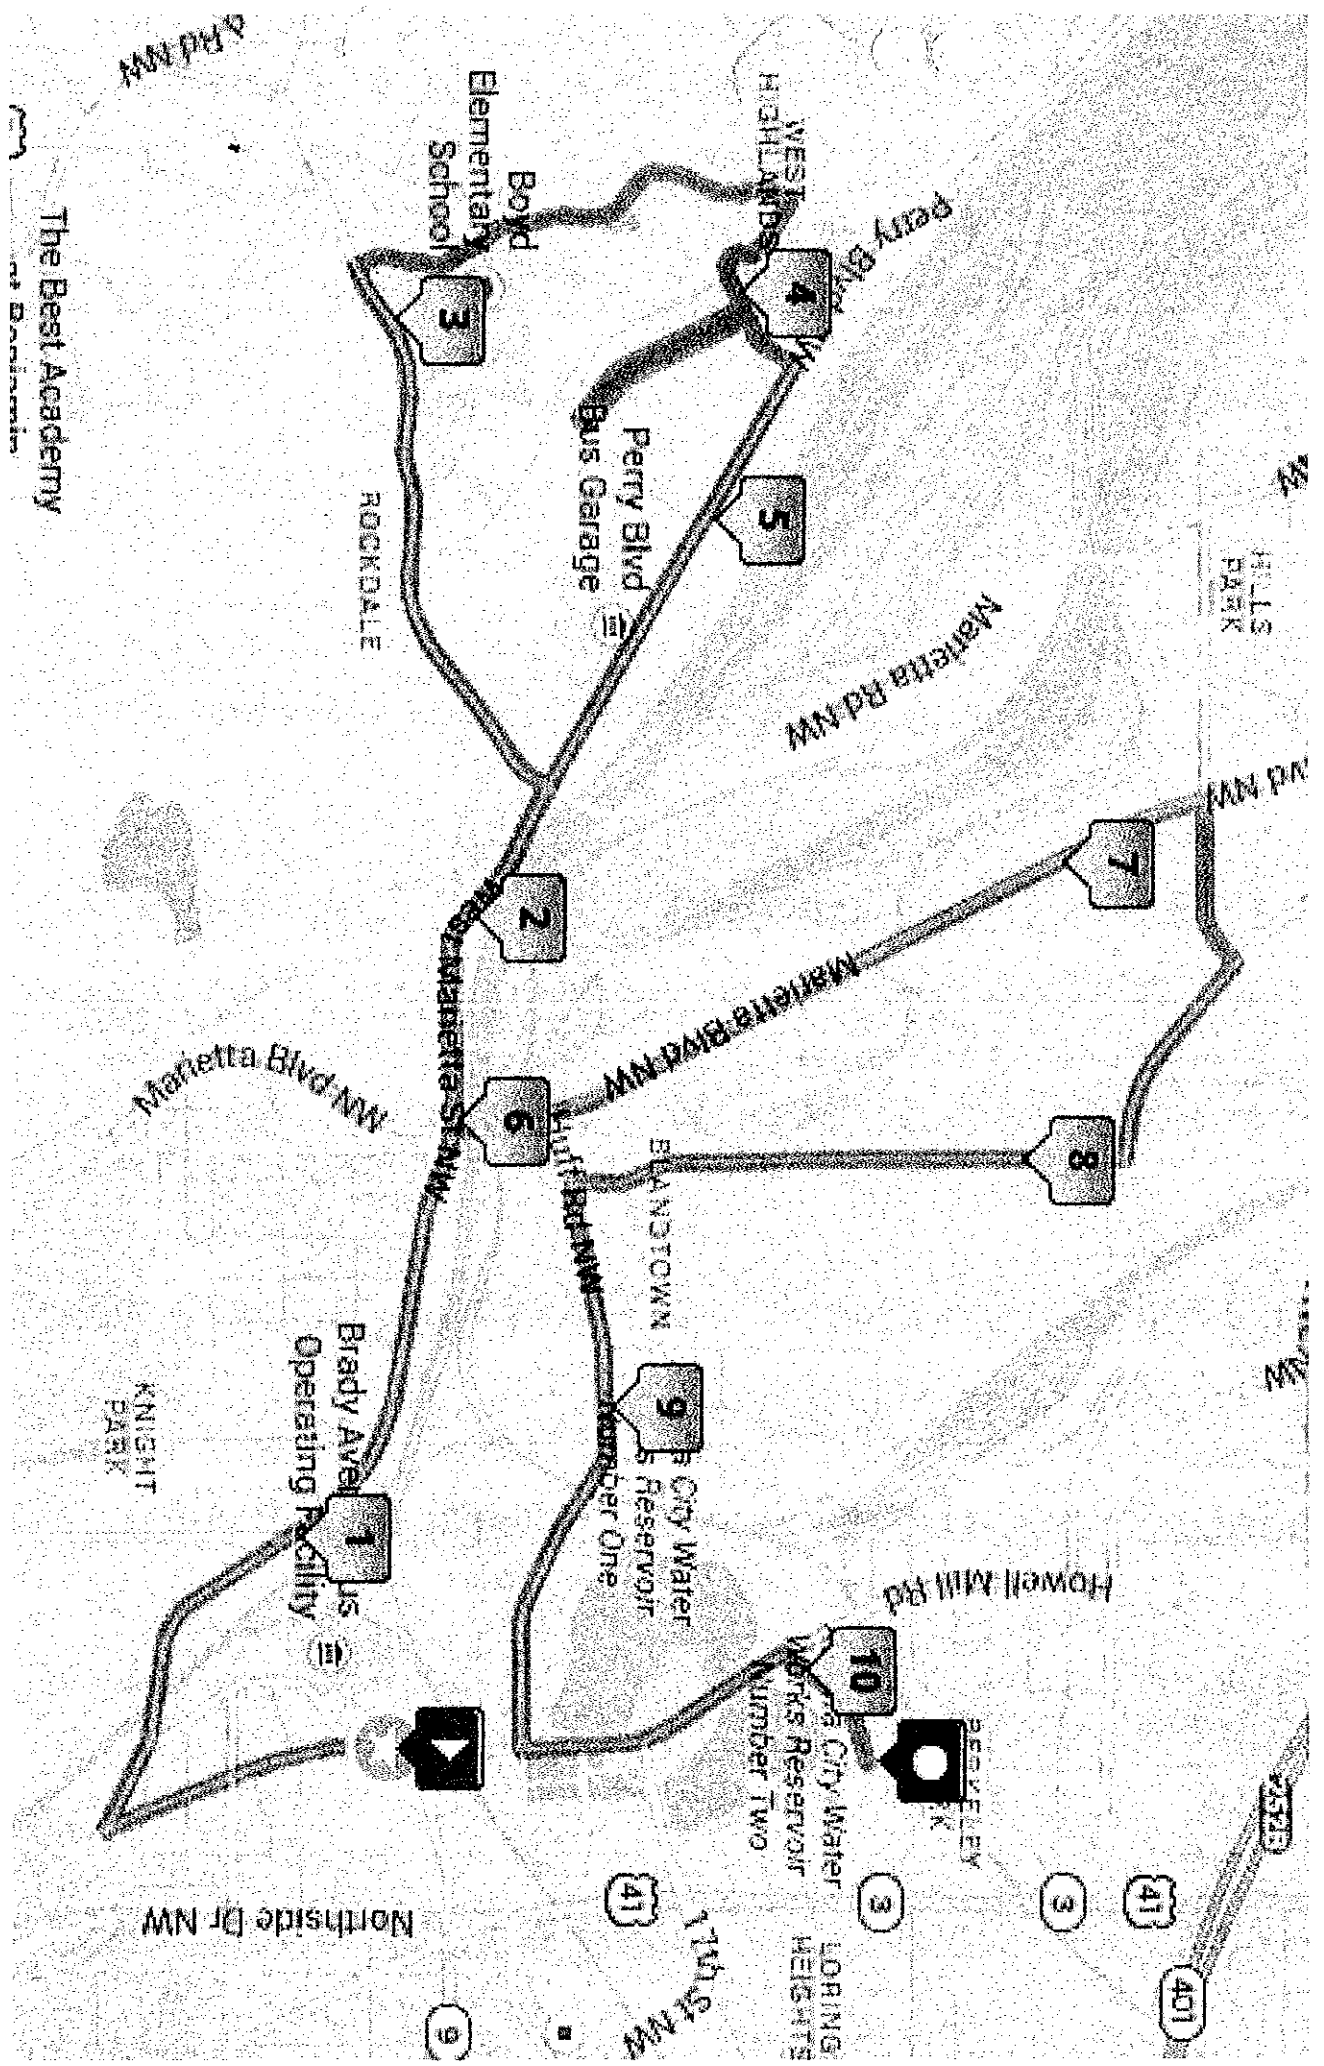 HILLS
PARK
401
41
3
7
Marietta Rd NW
8
Howell Mill Rd
BERKELEY
3
Perry Blvd
WEST
HIGHLANDS
4
5
Marietta Blvd NW
10
City Water
Works Reservoir
Number Two
LORING
HEIGHTS
BLANDTOWN
9
City Water
Reservoir
Number One
41
17th St NW
Perry Blvd
Bus Garage
6
Huff Rd NW
Boyd
Elementary
School
3
2
West Marietta St NW
9
ROCKDALE
1
Brady
Operating Facility
Northside Dr NW
Marietta Blvd NW
KNIGHT
PARK
Rd NW
The Best Academy